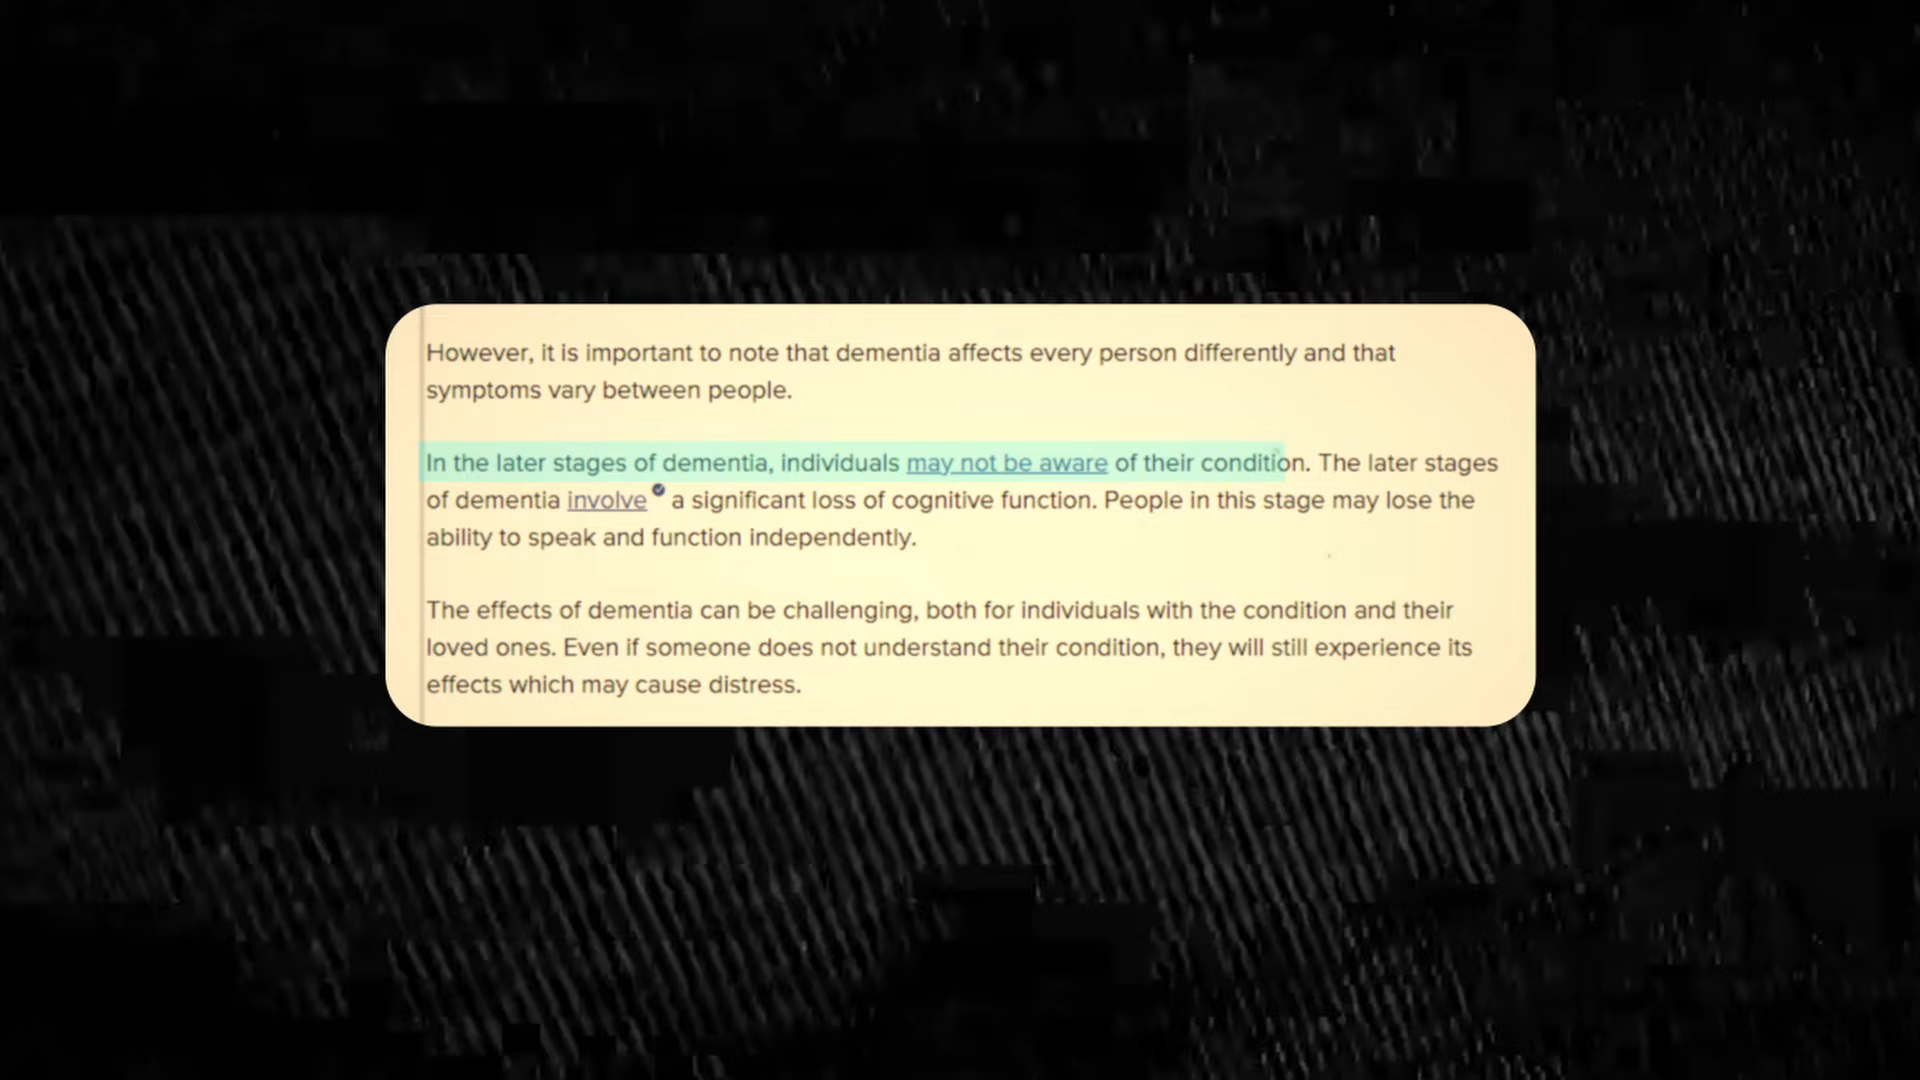 However, it is important to note that dementia affects every person differently and that
symptoms vary between people.
In the later stages of dementia, individuals may not be aware of their condition. The later stages
of dementia involve a significant loss of cognitive function. People in this stage may lose the
ability to speak and function independently.
The effects of dementia can be challenging, both for individuals with the condition and their
loved ones. Even if someone does not understand their condition, they will still experience its
effects which may cause distress.